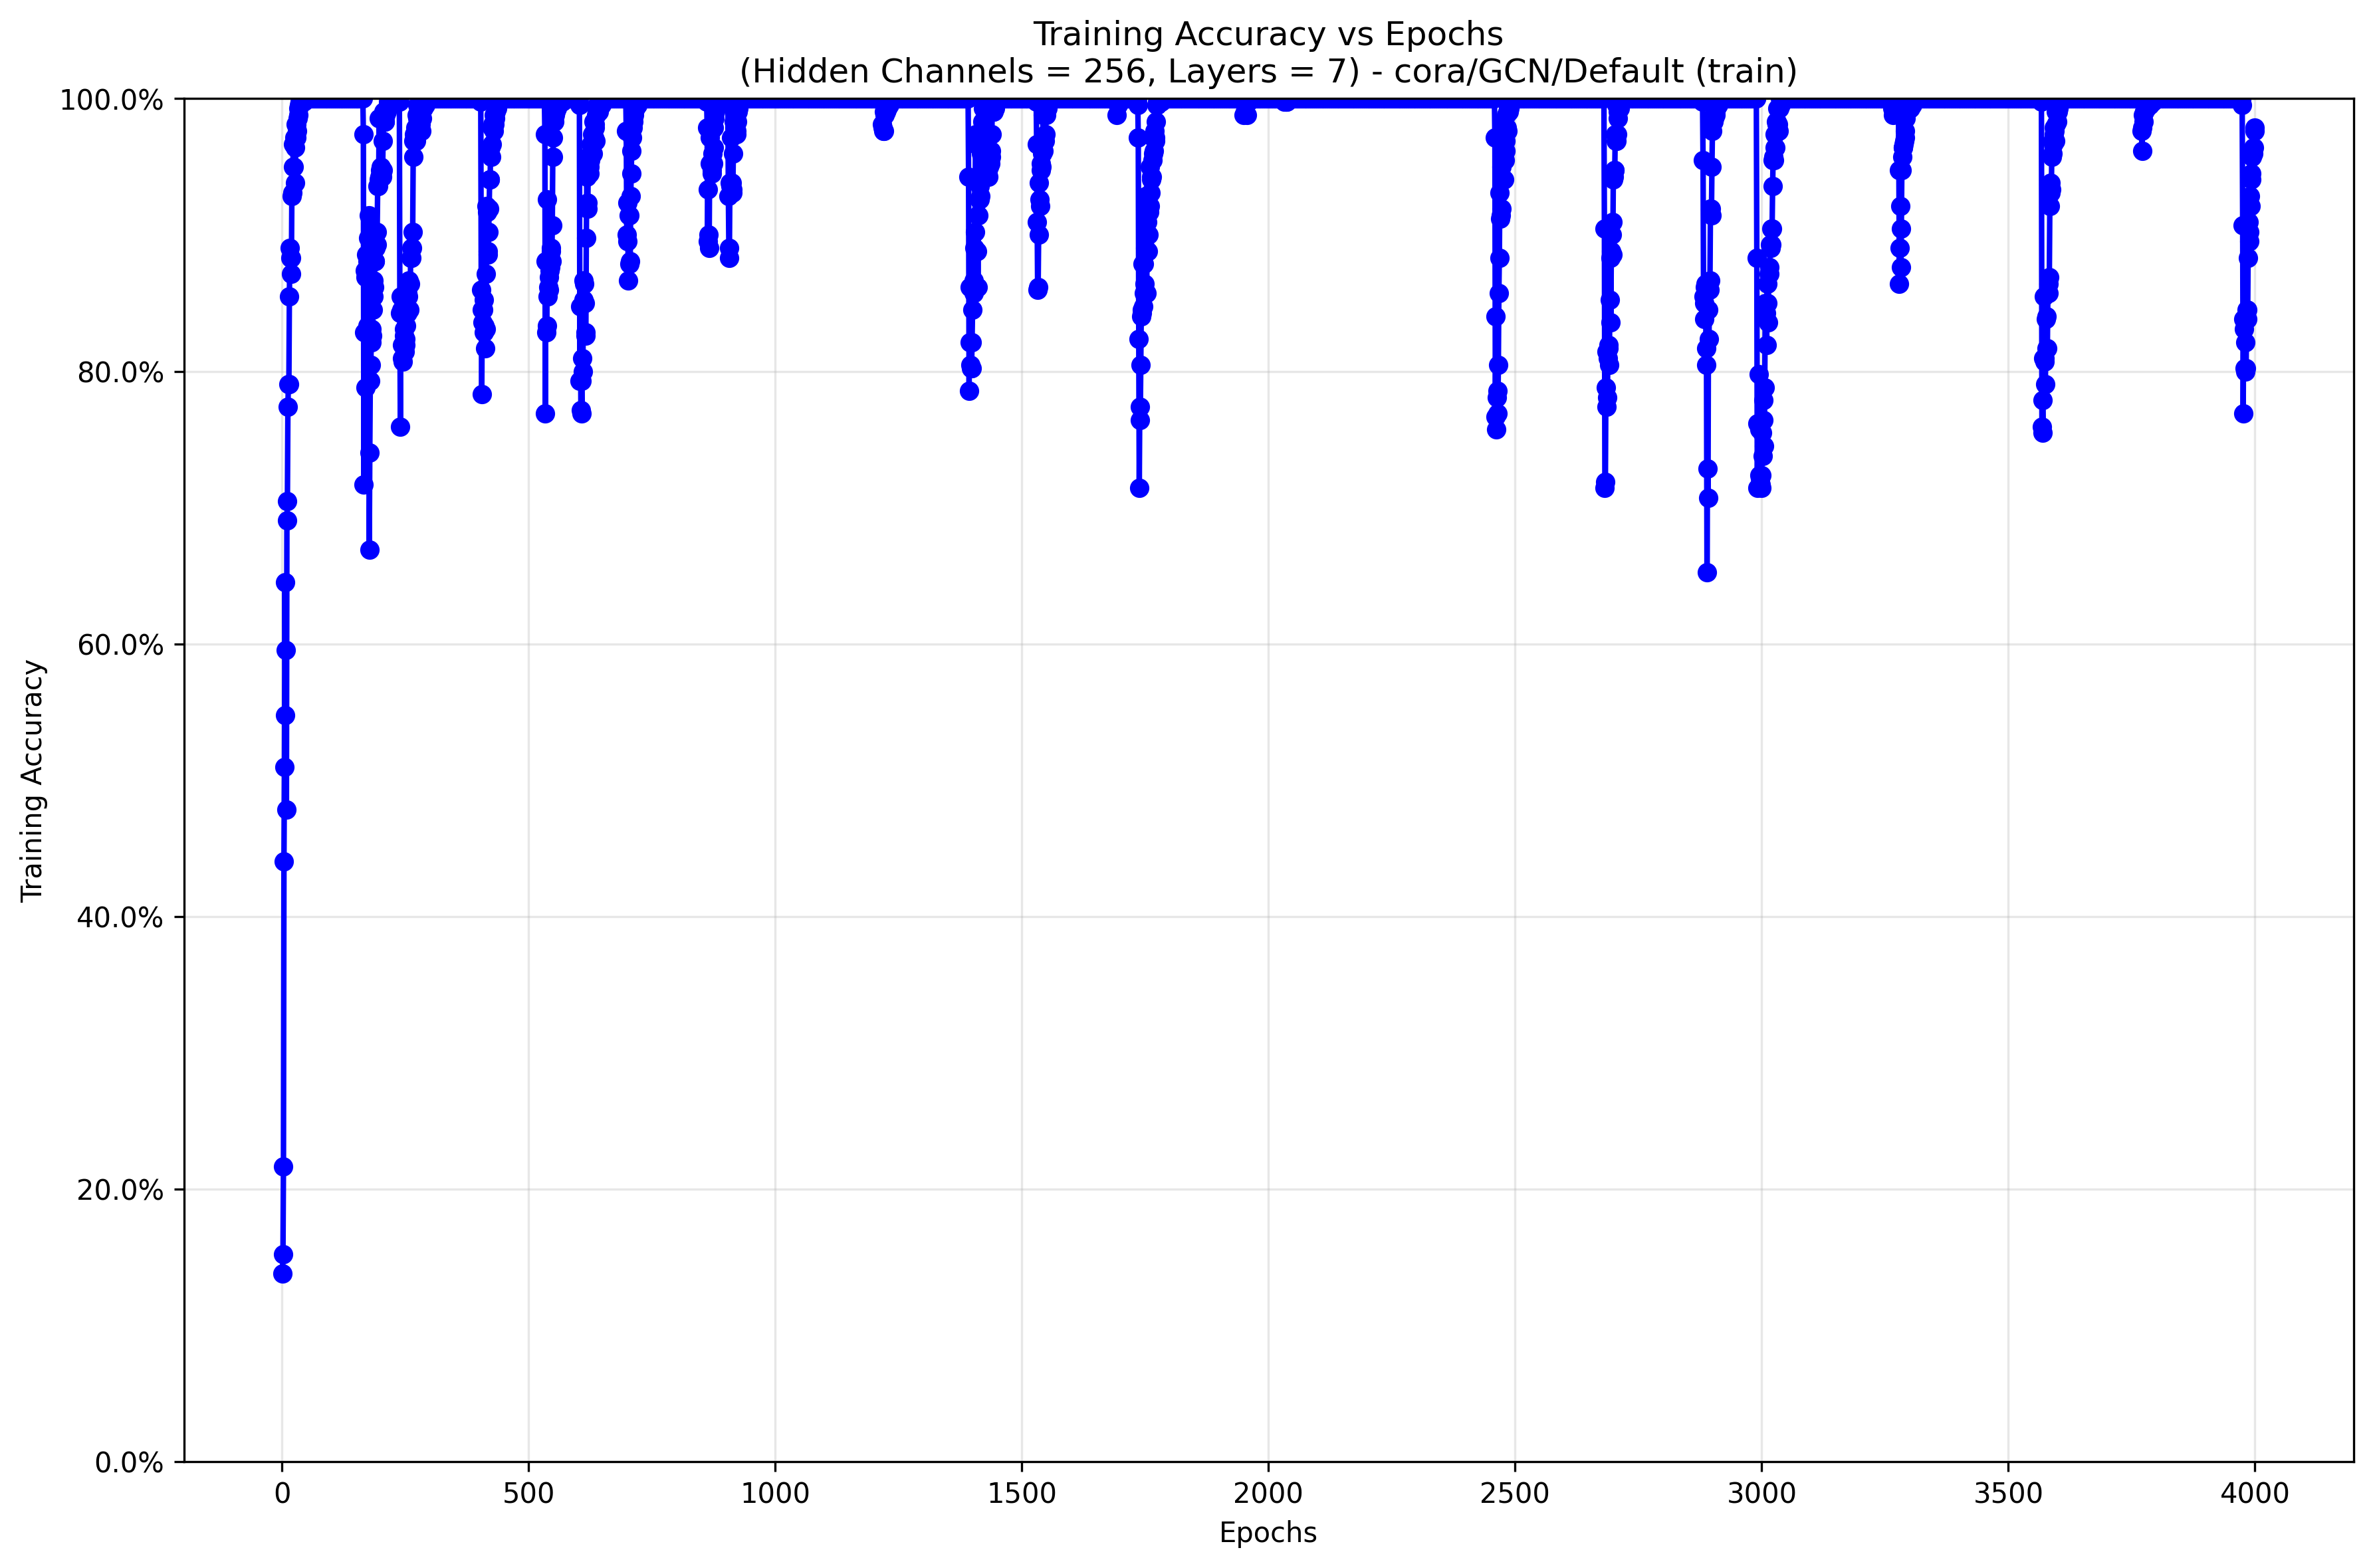 Training Accuracy vs Epochs
(Hidden Channels = 256, Layers = 7) - cora/GCN/Default (train)
100.0%
80.0%
60.0%
40.0%
20.0%
0.0%
Training Accuracy
0 500 1000 1500 2000 2500 3000 3500 4000
Epochs